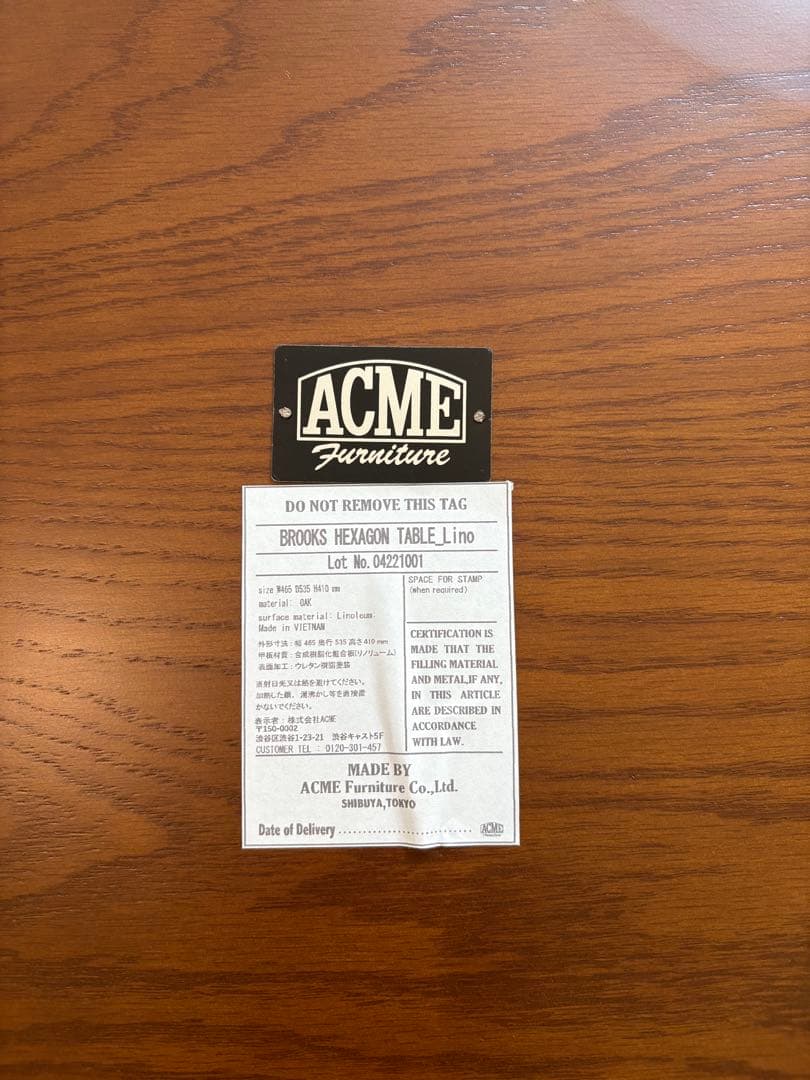 ACME
Furniture
DO NOT REMOVE THIS TAG
BROOKS HEXAGON TABLE_Lino
Lot No. 04221001
size W465 D535 H410 mm
material: OAK
surface material: Linoleum.
Made in VIETNAM
外形寸法 : 幅 465 奥行 535 高さ 410 mm
甲板材質 : 合成樹脂化粧合板(リノリューム)
表面加工 : ウレタン樹脂塗装
直射日光又は熱を避けてください。
加熱した鍋、湯沸かし等を直接置
かないでください。
表示者 : 株式会社ACME
〒150-0002
渋谷区渋谷1-23-21 渋谷キャスト5F
CUSTOMER TEL : 0120-301-457
SPACE FOR STAMP
(when required)
CERTIFICATION IS
MADE THAT THE
FILLING MATERIAL
AND METAL,IF ANY,
IN THIS ARTICLE
ARE DESCRIBED IN
ACCORDANCE
WITH LAW.
MADE BY
ACME Furniture Co.,Ltd.
SHIBUYA,TOKYO
Date of Delivery ............................
ACME